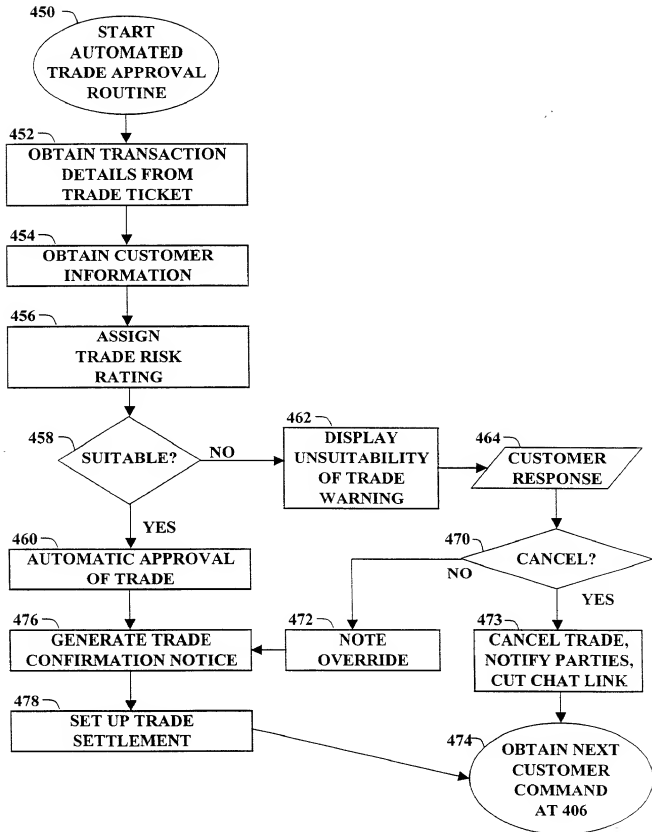 450
START
AUTOMATED
TRADE APPROVAL
ROUTINE
452
OBTAIN TRANSACTION
DETAILS FROM
TRADE TICKET
454
OBTAIN CUSTOMER
INFORMATION
456
ASSIGN
TRADE RISK
RATING
458
SUITABLE?
NO
YES
462
DISPLAY
UNSUITABILITY
OF TRADE
WARNING
464
CUSTOMER
RESPONSE
460
AUTOMATIC APPROVAL
OF TRADE
470
CANCEL?
NO
YES
476
GENERATE TRADE
CONFIRMATION NOTICE
472
NOTE
OVERRIDE
473
CANCEL TRADE,
NOTIFY PARTIES,
CUT CHAT LINK
478
SET UP TRADE
SETTLEMENT
474
OBTAIN NEXT
CUSTOMER
COMMAND
AT 406